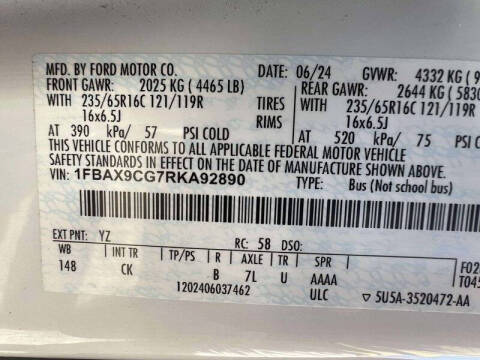 MFD. BY FORD MOTOR CO.
DATE: 06/24 GVWR: 4332 KG (9
FRONT GAWR: 2025 KG (4465 LB) REAR GAWR: 2644 KG (5830
WITH 235/65R16C 121/119R TIRES WITH 235/65R16C 121/119R
16x6.5J RIMS 16x6.5J
AT 390 kPa/ 57 PSI COLD AT 520 kPa/ 75 PSI CO
THIS VEHICLE CONFORMS TO ALL APPLICABLE FEDERAL MOTOR VEHICLE
SAFETY STANDARDS IN EFFECT ON THE DATE OF MANUFACTURE SHOWN ABOVE.
VIN: 1FBAX9CG7RKA92890 TYPE: Bus (Not school bus)
EXT PNT: YZ RC: 58 DSO:
WB INT TR TP/PS R AXLE TR SPR
148 CK B 7L U AAAA
F02
T045
1202406037462 ULC ▽ 5U5A-3520472-AA